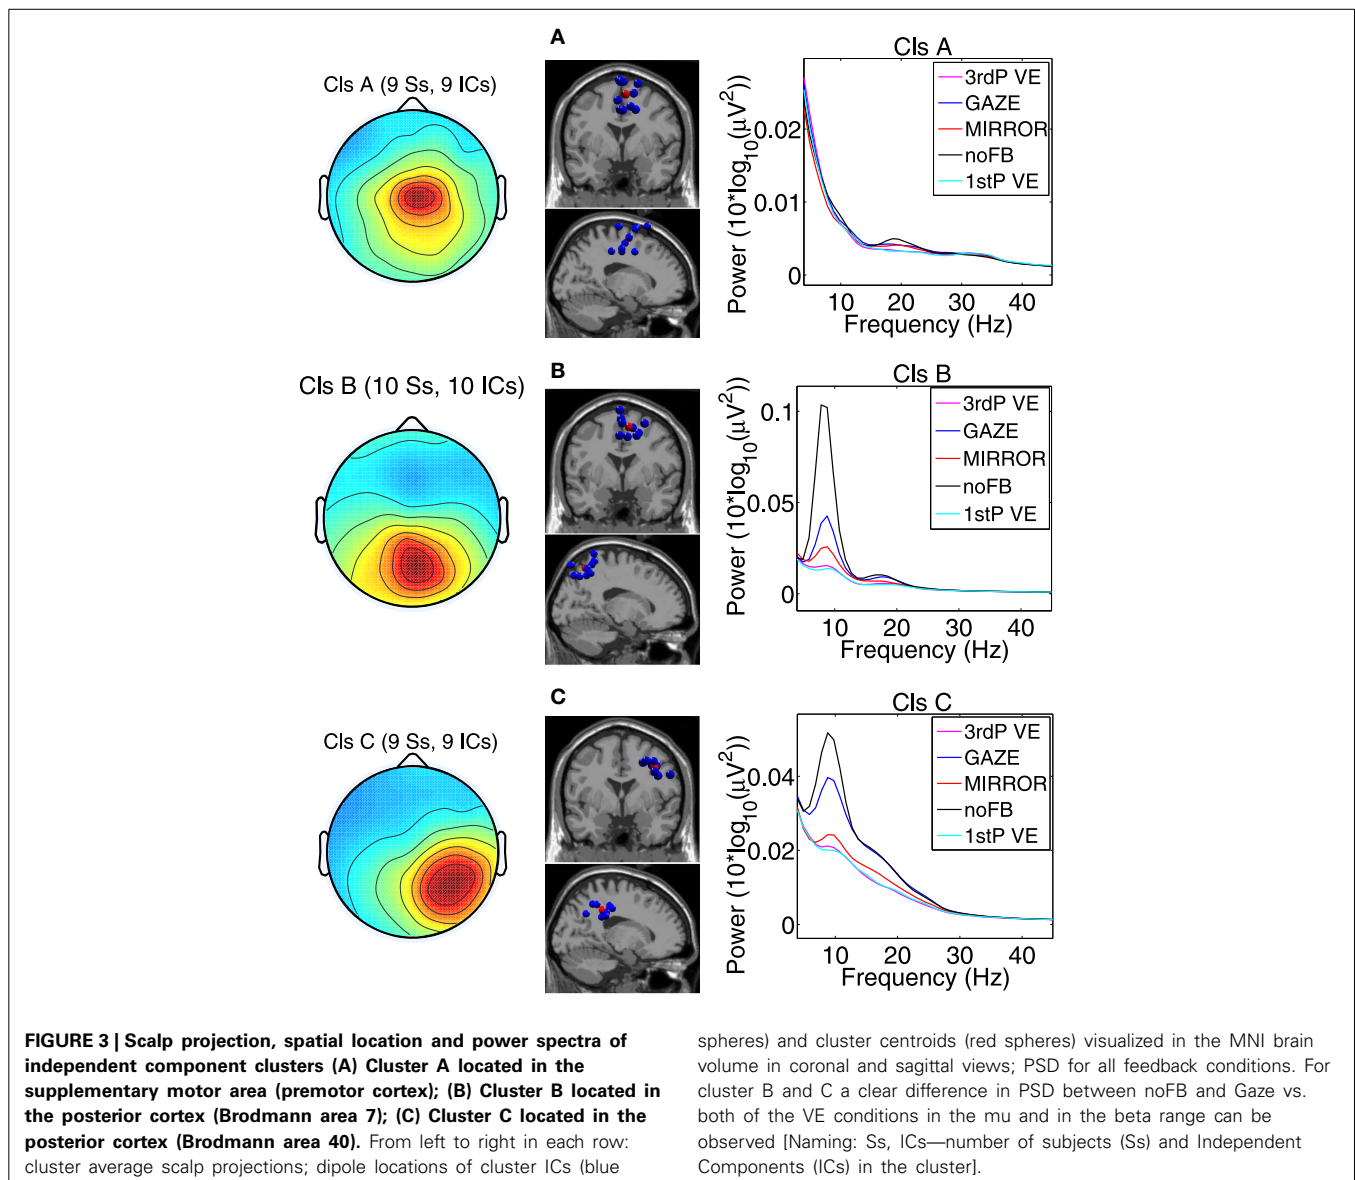 A
Cls A (9 Ss, 9 ICs)
Cls A
Power (10*log10(μV2))
0.02
0.01
0
3rdP VE
GAZE
MIRROR
noFB
1stP VE
10 20 30 40
Frequency (Hz)
B
Cls B (10 Ss, 10 ICs)
Cls B
Power (10*log10(μV2))
0.1
0.05
0
3rdP VE
GAZE
MIRROR
noFB
1stP VE
10 20 30 40
Frequency (Hz)
C
Cls C (9 Ss, 9 ICs)
Cls C
Power (10*log10(μV2))
0.04
0.02
0
3rdP VE
GAZE
MIRROR
noFB
1stP VE
10 20 30 40
Frequency (Hz)
FIGURE 3 | Scalp projection, spatial location and power spectra of
independent component clusters (A) Cluster A located in the
supplementary motor area (premotor cortex); (B) Cluster B located in
the posterior cortex (Brodmann area 7); (C) Cluster C located in the
posterior cortex (Brodmann area 40). From left to right in each row:
cluster average scalp projections; dipole locations of cluster ICs (blue
spheres) and cluster centroids (red spheres) visualized in the MNI brain
volume in coronal and sagittal views; PSD for all feedback conditions. For
cluster B and C a clear difference in PSD between noFB and Gaze vs.
both of the VE conditions in the mu and in the beta range can be
observed [Naming: Ss, ICs—number of subjects (Ss) and Independent
Components (ICs) in the cluster].